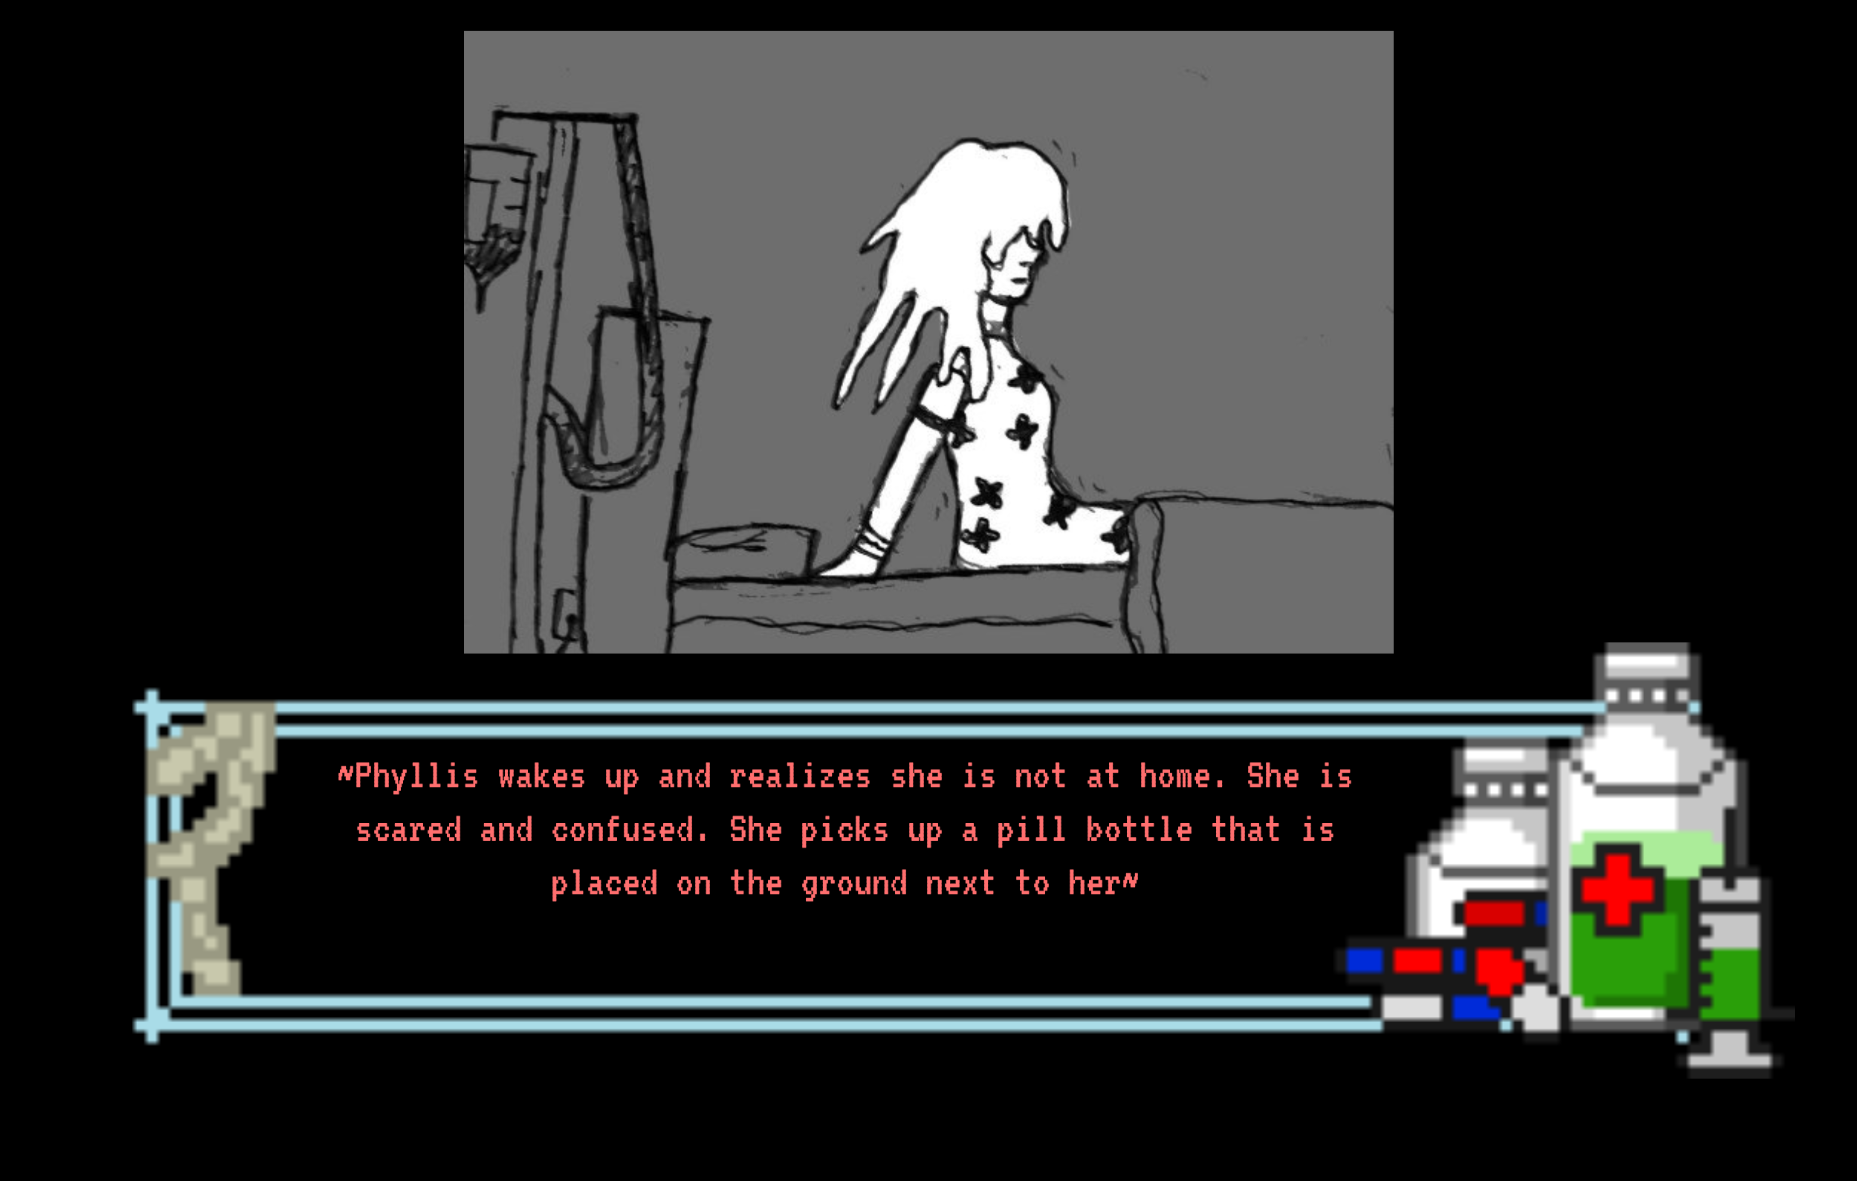 ~Phyllis wakes up and realizes she is not at home. She is
scared and confused. She picks up a pill bottle that is
placed on the ground next to her~